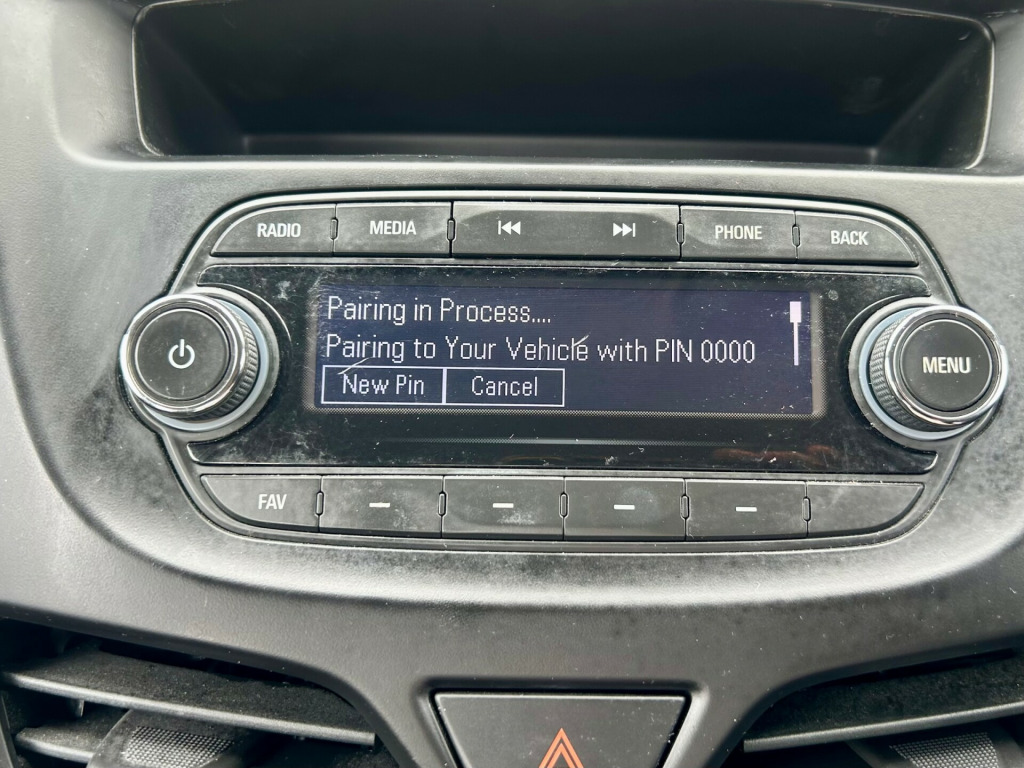 RADIO MEDIA PHONE BACK
Pairing in Process....
Pairing to Your Vehicle with PIN 0000
New Pin Cancel
MENU
FAV